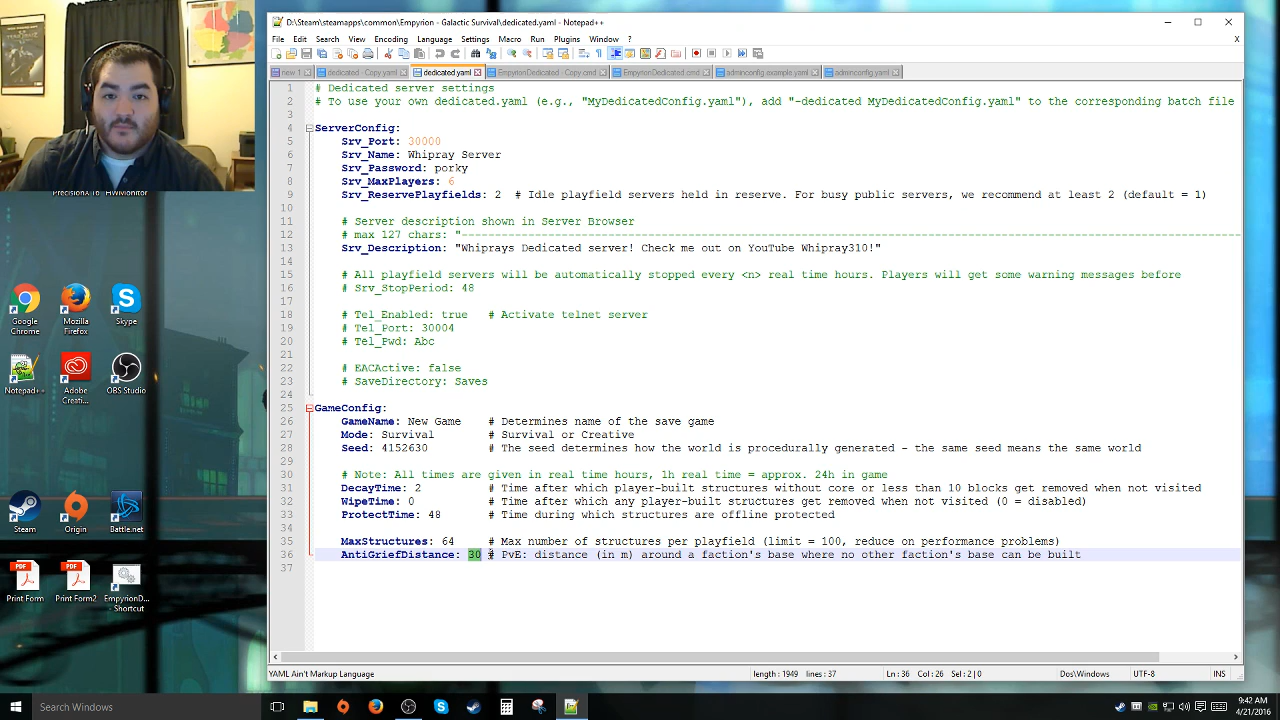 D:\Steam\steamapps\common\Empyrion - Galactic Survival\dedicated.yaml - Notepad++
File Edit Search View Encoding Language Settings Macro Run Plugins Window ?
X
new 1 dedicated - Copy.yaml dedicated.yaml EmpyrionDedicated - Copy.cmd EmpyrionDedicated.cmd adminconfig example.yaml adminconfig.yaml
1 # Dedicated server settings
2 # To use your own dedicated.yaml (e.g., "MyDedicatedConfig.yaml"), add "-dedicated MyDedicatedConfig.yaml" to the corresponding batch file
3
4 ServerConfig:
5 Srv_Port: 30000
6 Srv_Name: Whipray Server
7 Srv_Password: porky
8 Srv_MaxPlayers: 6
9 Srv_ReservePlayfields: 2 # Idle playfield servers held in reserve. For busy public servers, we recommend at least 2 (default = 1)
10
11 # Server description shown in Server Browser
12 # max 127 chars: "------------------------------------------------------------------------------------------------------------------------
13 Srv_Description: "Whiprays Dedicated server! Check me out on YouTube Whipray310!"
14
15 # All playfield servers will be automatically stopped every <n> real time hours. Players will get some warning messages before
16 # Srv_StopPeriod: 48
17
18 # Tel_Enabled: true # Activate telnet server
19 # Tel_Port: 30004
20 # Tel_Pwd: Abc
21
22 # EACActive: false
23 # SaveDirectory: Saves
24
25 GameConfig:
26 GameName: New Game # Determines name of the save game
27 Mode: Survival # Survival or Creative
28 Seed: 4152630 # The seed determines how the world is procedurally generated - the same seed means the same world
29
30 # Note: All times are given in real time hours, 1h real time = approx. 24h in game
31 DecayTime: 2 # Time after which player-built structures without core or less than 10 blocks get removed when not visited
32 WipeTime: 0 # Time after which any player-built structures get removed when not visited (0 = disabled)
33 ProtectTime: 48 # Time during which structures are offline protected
34
35 MaxStructures: 64 # Max number of structures per playfield (limit = 100, reduce on performance problems)
36 AntiGriefDistance: 30 # PvE: distance (in m) around a faction's base where no other faction's base can be built
37
PrecisionX 16 HWMonitor
Google Chrome
Mozilla Firefox
Skype
Notepad++
Adobe Creati...
OBS Studio
Steam
Origin
Battle.net
Print Form
Print Form2
EmpyrionD... - Shortcut
YAML Ain't Markup Language length : 1949 lines : 37 Ln : 36 Col : 26 Sel : 2 | 0 Dos\Windows UTF-8 INS
Search Windows
9:42 AM
4/21/2016